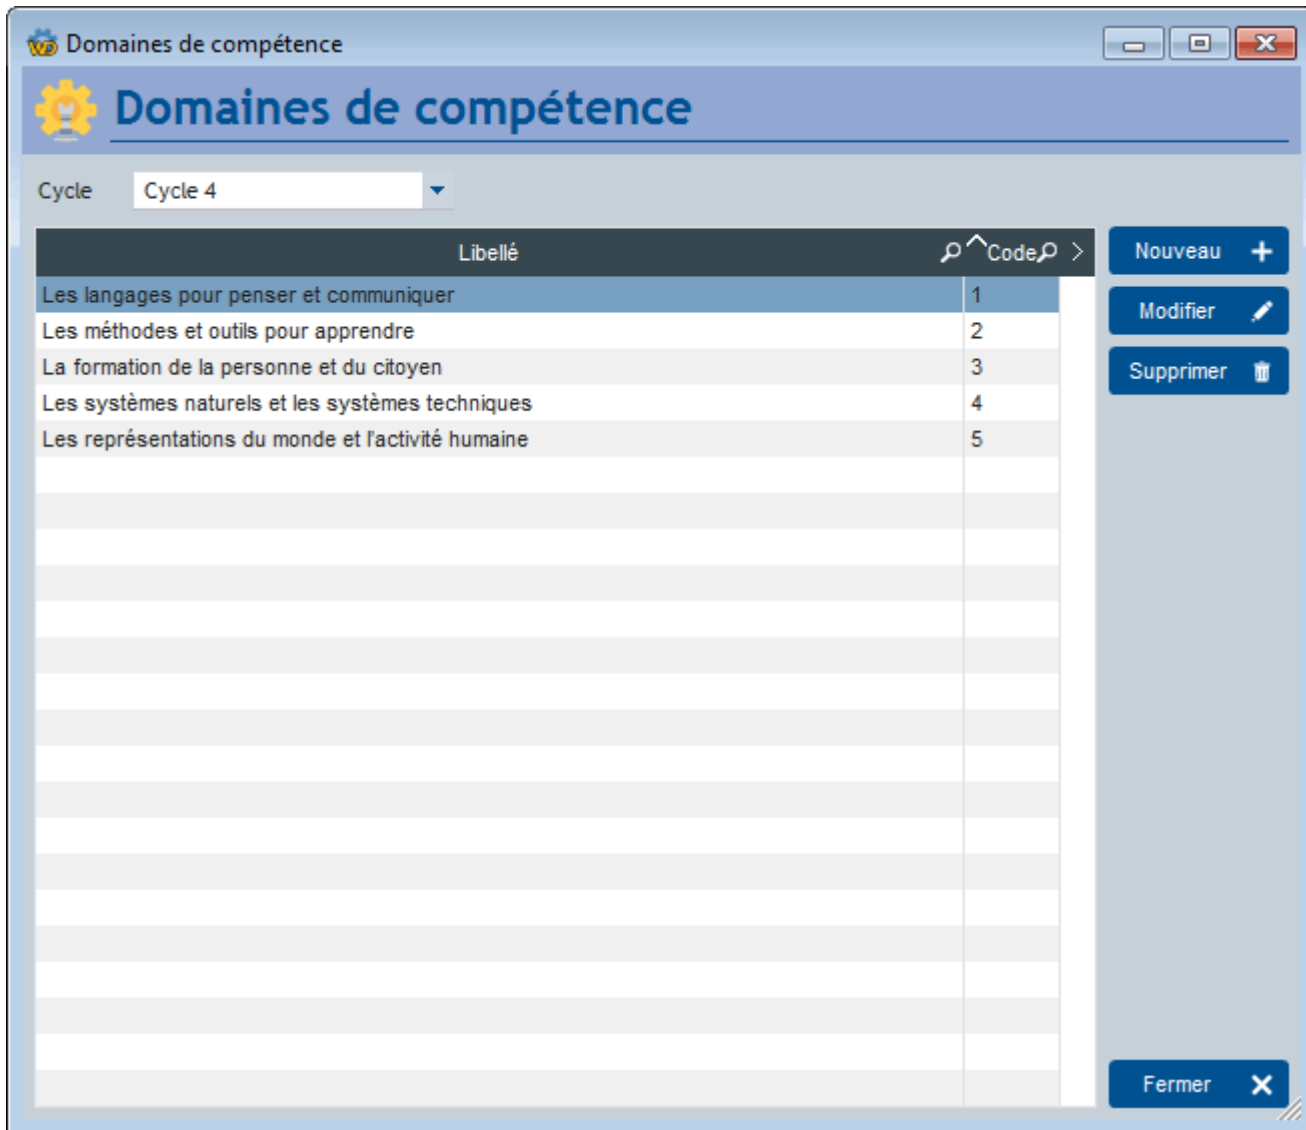 Domaines de compétence
Domaines de compétence
Cycle Cycle 4
Libellé Code
Nouveau
Les langages pour penser et communiquer 1
Modifier
Les méthodes et outils pour apprendre 2
La formation de la personne et du citoyen 3
Supprimer
Les systèmes naturels et les systèmes techniques 4
Les représentations du monde et l'activité humaine 5
Fermer